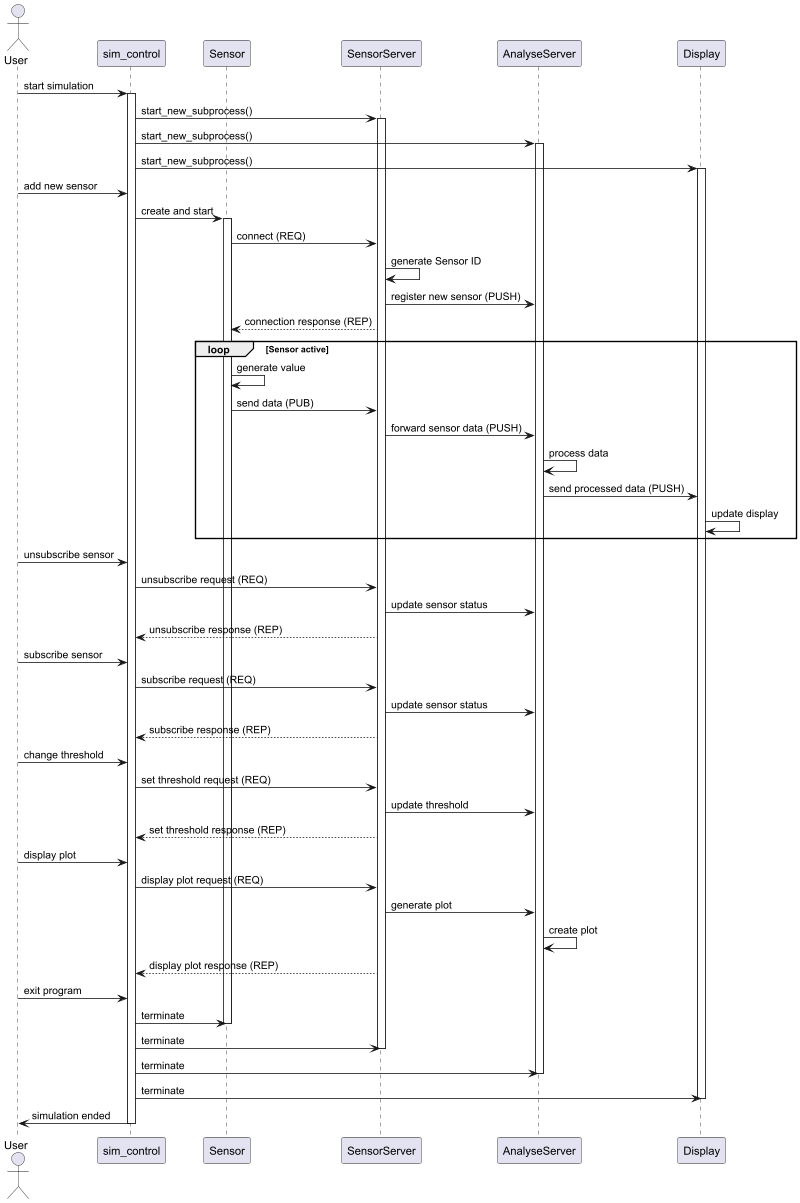 User
sim_control
Sensor
SensorServer
AnalyseServer
Display
start simulation
start_new_subprocess()
start_new_subprocess()
start_new_subprocess()
add new sensor
create and start
connect (REQ)
generate Sensor ID
register new sensor (PUSH)
connection response (REP)
loop [Sensor active]
generate value
send data (PUB)
forward sensor data (PUSH)
process data
send processed data (PUSH)
update display
unsubscribe sensor
unsubscribe request (REQ)
update sensor status
unsubscribe response (REP)
subscribe sensor
subscribe request (REQ)
update sensor status
subscribe response (REP)
change threshold
set threshold request (REQ)
update threshold
set threshold response (REP)
display plot
display plot request (REQ)
generate plot
create plot
display plot response (REP)
exit program
terminate
terminate
terminate
terminate
simulation ended
User
sim_control
Sensor
SensorServer
AnalyseServer
Display